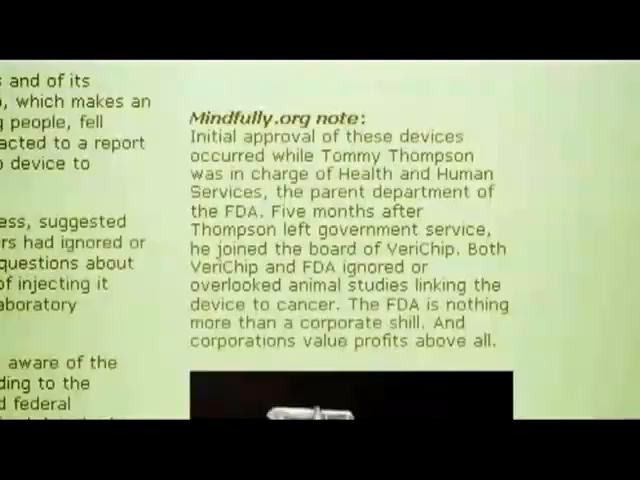 s and of its
, which makes an
g people, fell
acted to a report
o device to
ess, suggested
rs had ignored or
questions about
of injecting it
aboratory
aware of the
ding to the
d federal
Mindfully.org note:
Initial approval of these devices
occurred while Tommy Thompson
was in charge of Health and Human
Services, the parent department of
the FDA. Five months after
Thompson left government service,
he joined the board of VeriChip. Both
VeriChip and FDA ignored or
overlooked animal studies linking the
device to cancer. The FDA is nothing
more than a corporate shill. And
corporations value profits above all.